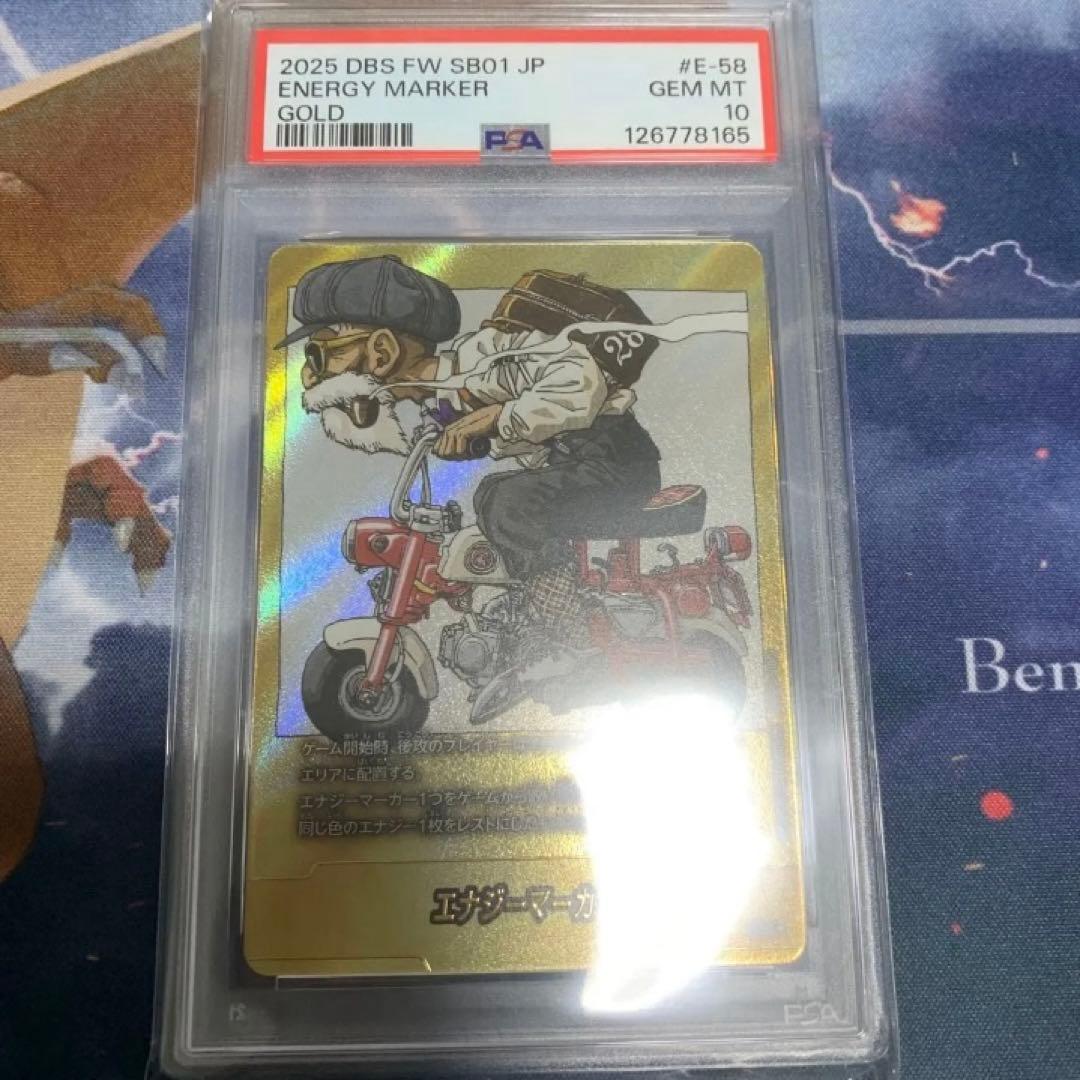 2025 DBS FW SB01 JP #E-58
ENERGY MARKER GEM MT
GOLD 10
PSA 126778165
28
ゲーム開始時、後攻のプレイヤー
エリアに配置する
エナジーマーカー1つをゲームか
同じ色のエナジー1枚をレストにし
エナジーマーカ
Ben
PSA
21